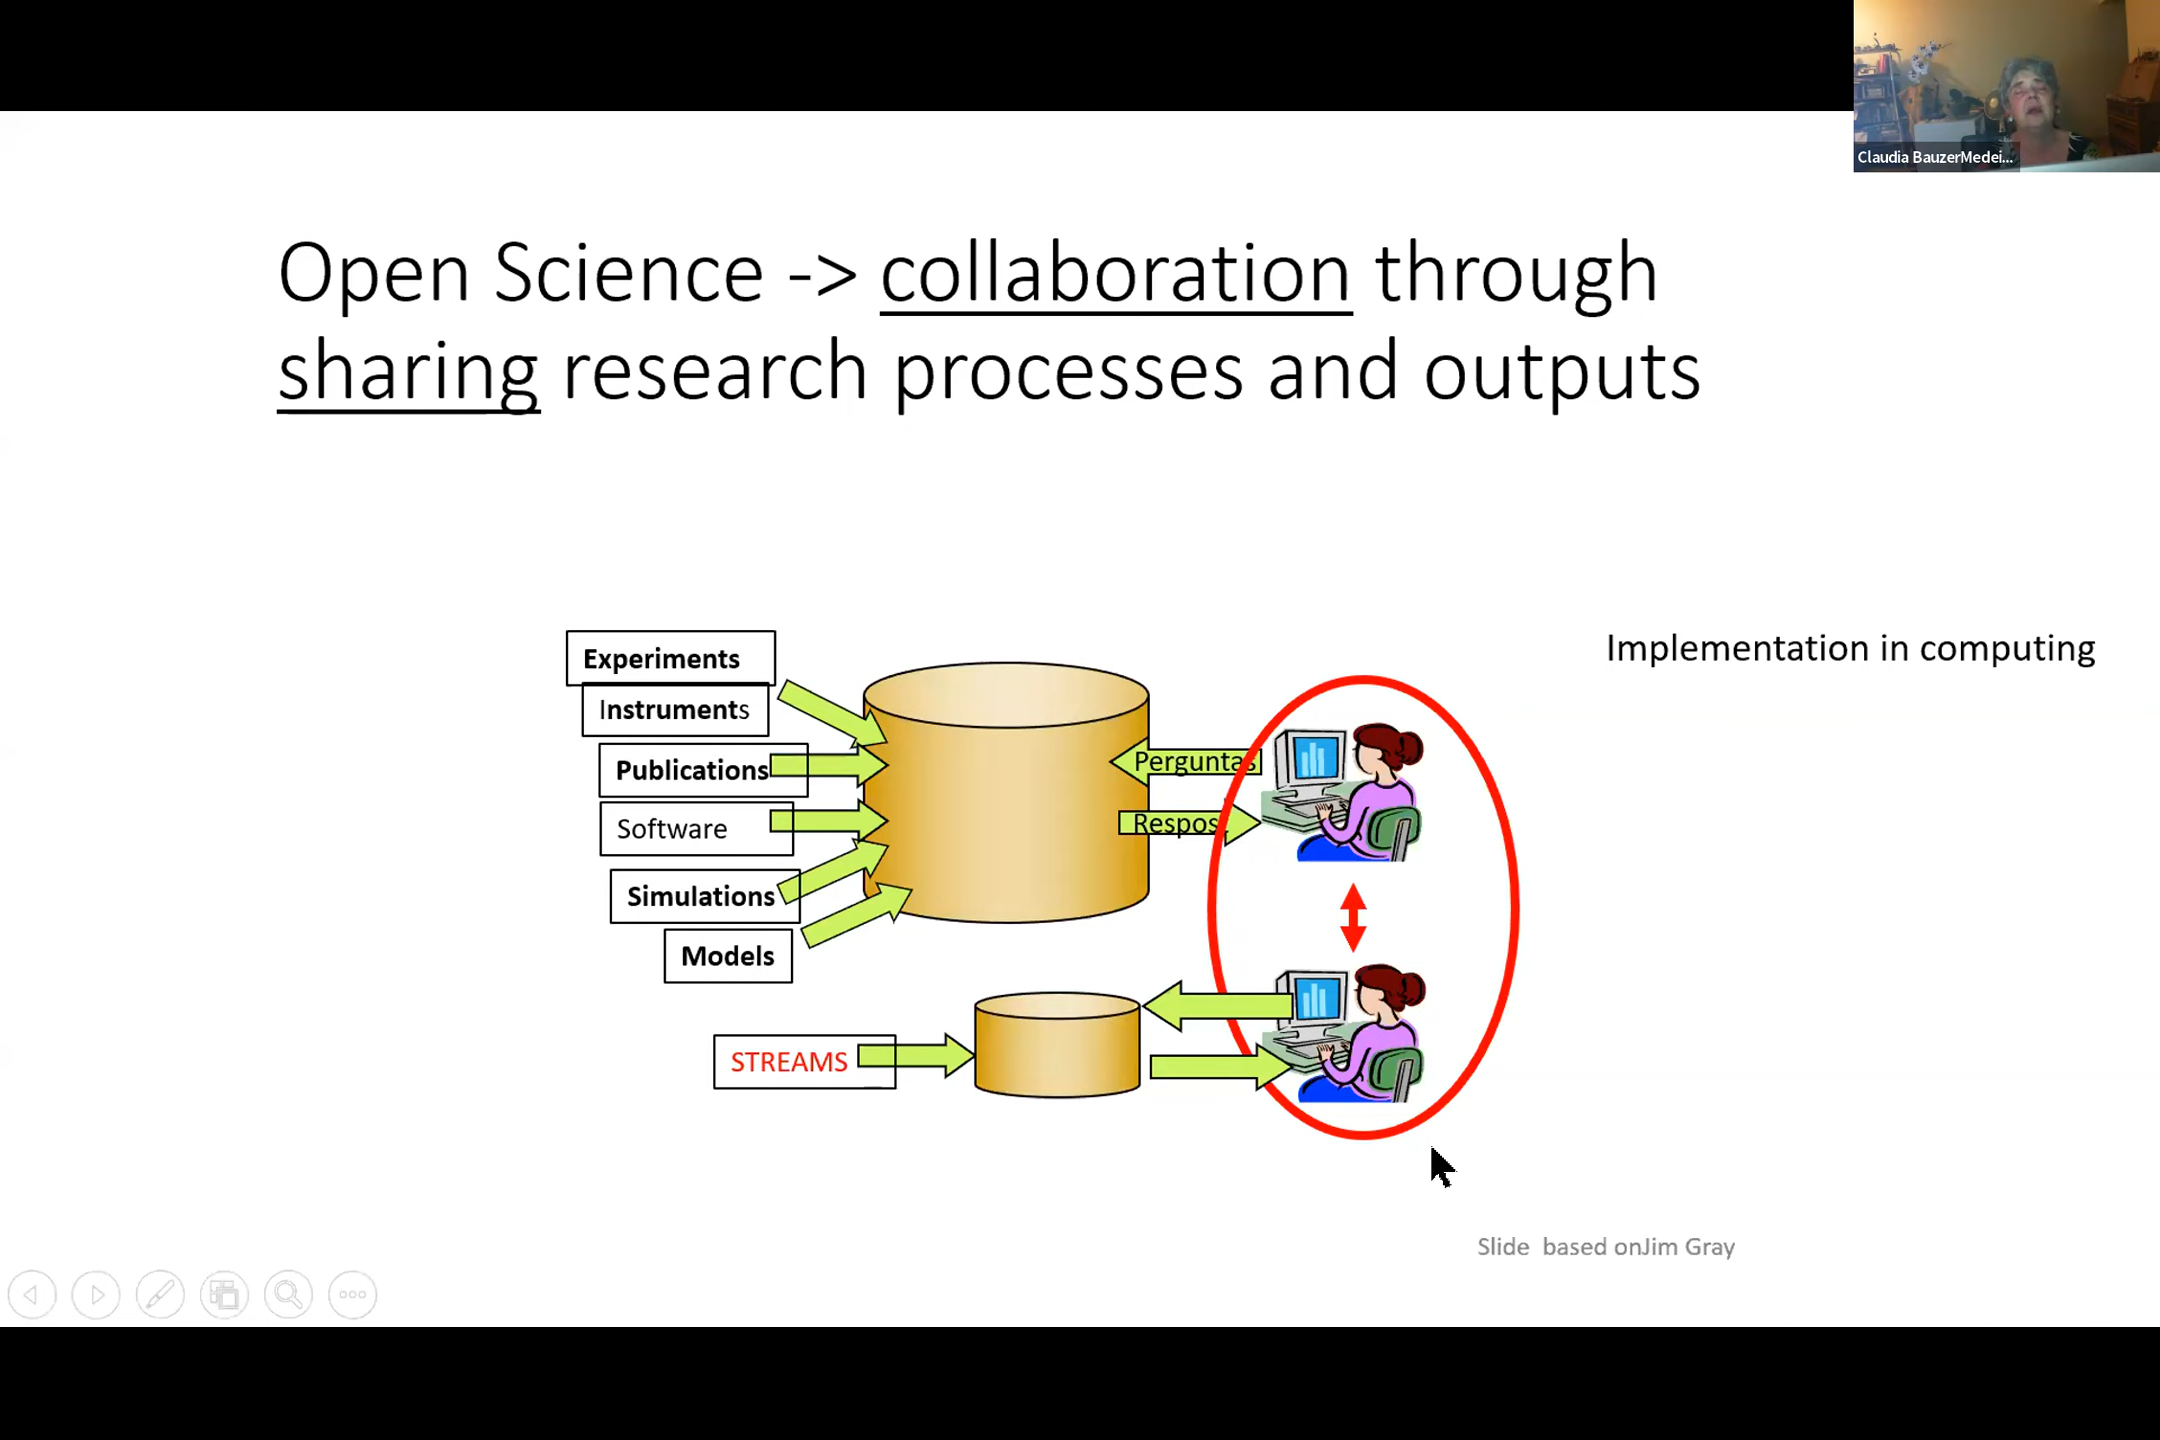 Claudia BauzerMedei...
Open Science -> collaboration through
sharing research processes and outputs
Implementation in computing
Experiments
Instruments
Publications
Software
Simulations
Models
STREAMS
Perguntas
Respos
Slide  based onJim Gray